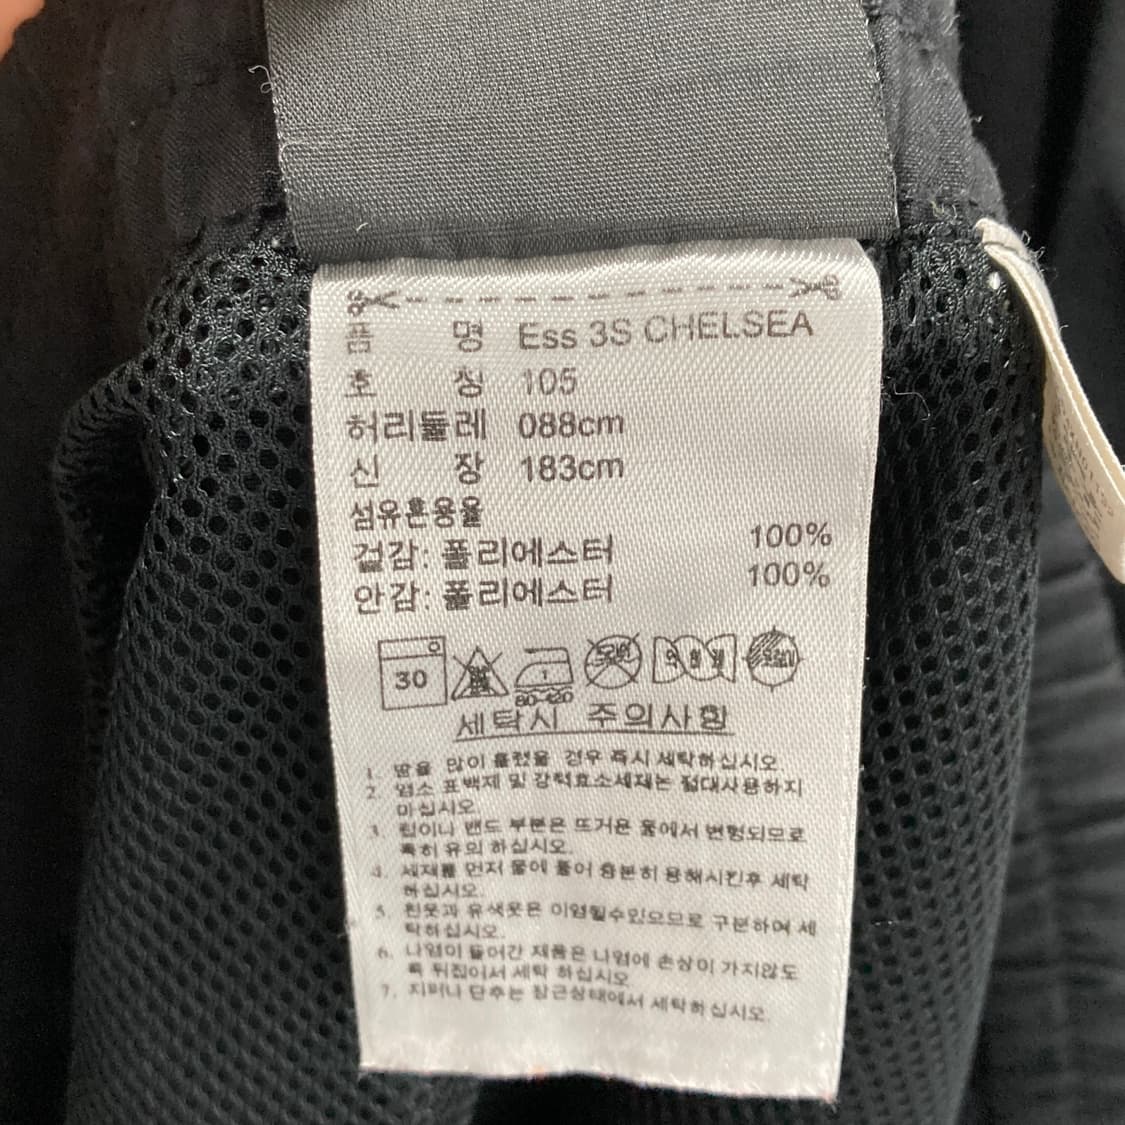 품 명 Ess 3S CHELSEA
호 칭 105
허리둘레 088cm
신 장 183cm
섬유혼용율
겉감: 폴리에스터 100%
안감: 폴리에스터 100%
30
80-120
세탁시 주의사항
1. 땀을 많이 흘렸을 경우 즉시 세탁하십시오.
2. 염소 표백제 및 강력효소세재는 절대사용하지
마십시오.
3. 립이나 밴드 부분은 뜨거운 물에서 변형되므로
특히 유의 하십시오.
4. 세재를 먼저 물에 풀어 충분히 용해시킨후 세탁
하십시오.
5. 흰옷과 유색옷은 이염될수있으므로 구분하여 세
탁하십시오.
6. 나염이 들어간 제품은 나염에 손상이 가지않도
록 뒤집어서 세탁 하십시오.
7. 지퍼나 단추는 잠근상태에서 세탁하십시오.